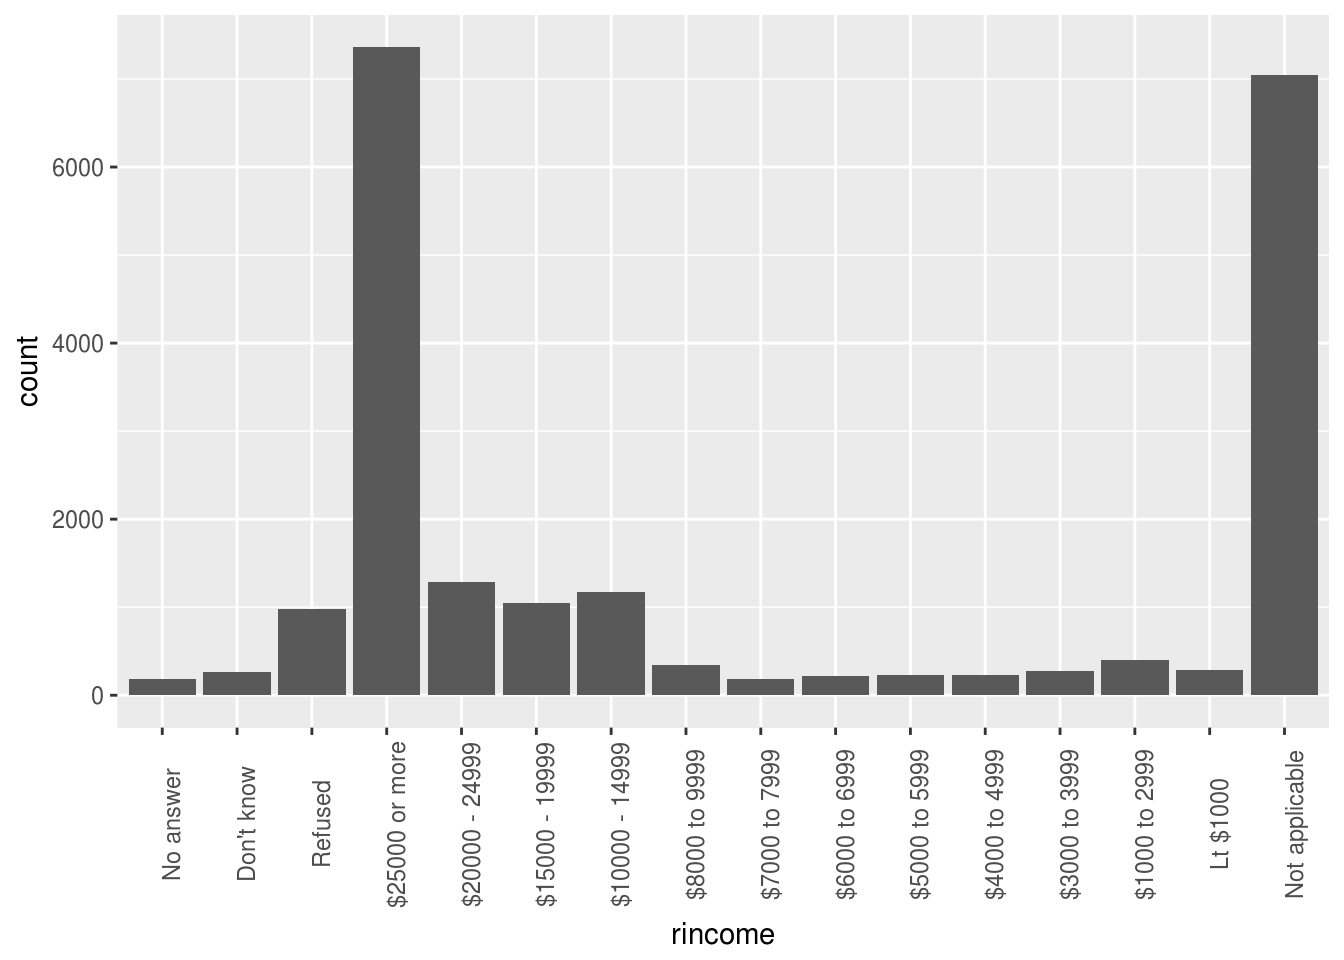 6000
4000
2000
0
count
No answer
Don't know
Refused
$25000 or more
$20000 - 24999
$15000 - 19999
$10000 - 14999
$8000 to 9999
$7000 to 7999
$6000 to 6999
$5000 to 5999
$4000 to 4999
$3000 to 3999
$1000 to 2999
Lt $1000
Not applicable
rincome